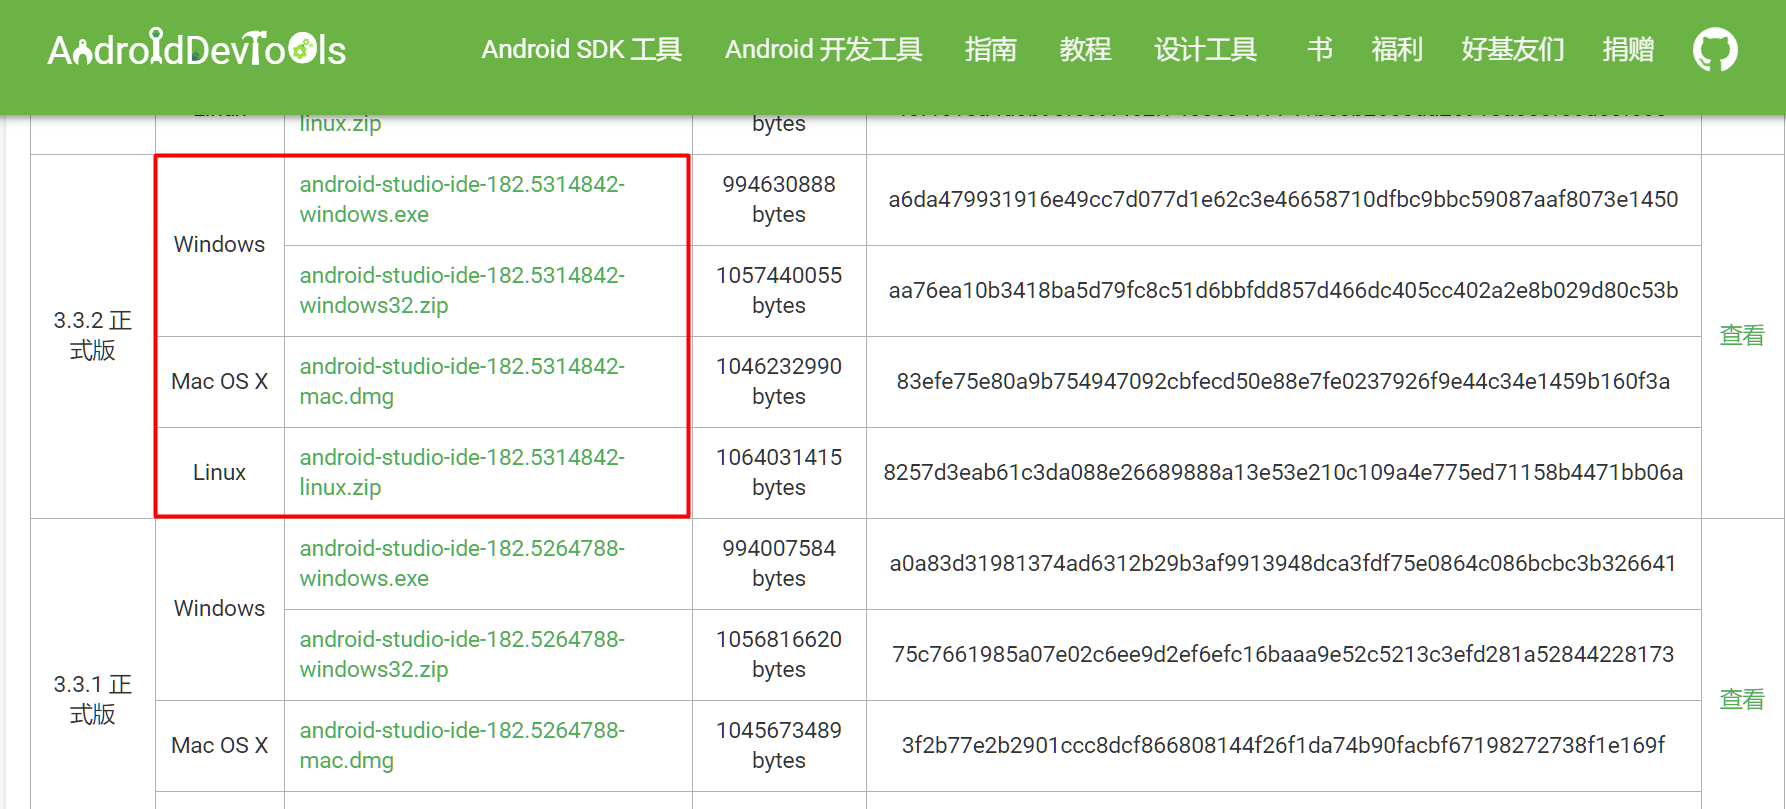 AndroidDevTools
Android SDK 工具
Android 开发工具
指南
教程
设计工具
书
福利
好基友们
捐赠
linux.zip
bytes
3.3.2 正
式版
Windows
android-studio-ide-182.5314842-
windows.exe
994630888
bytes
a6da479931916e49cc7d077d1e62c3e46658710dfbc9bbc59087aaf8073e1450
android-studio-ide-182.5314842-
windows32.zip
1057440055
bytes
aa76ea10b3418ba5d79fc8c51d6bbfdd857d466dc405cc402a2e8b029d80c53b
Mac OS X
android-studio-ide-182.5314842-
mac.dmg
1046232990
bytes
83efe75e80a9b754947092cbfecd50e88e7fe0237926f9e44c34e1459b160f3a
Linux
android-studio-ide-182.5314842-
linux.zip
1064031415
bytes
8257d3eab61c3da088e26689888a13e53e210c109a4e775ed71158b4471bb06a
查看
3.3.1 正
式版
Windows
android-studio-ide-182.5264788-
windows.exe
994007584
bytes
a0a83d31981374ad6312b29b3af9913948dca3fdf75e0864c086bcbc3b326641
android-studio-ide-182.5264788-
windows32.zip
1056816620
bytes
75c7661985a07e02c6ee9d2ef6efc16baaa9e52c5213c3efd281a52844228173
Mac OS X
android-studio-ide-182.5264788-
mac.dmg
1045673489
bytes
3f2b77e2b2901ccc8dcf866808144f26f1da74b90facbf67198272738f1e169f
查看